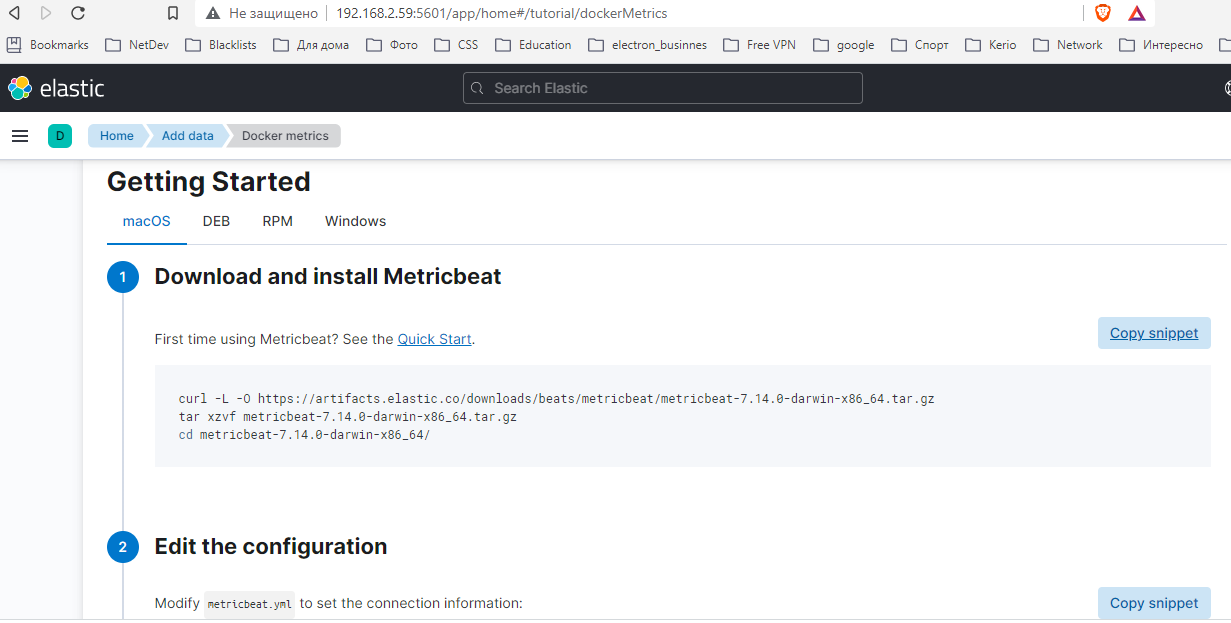 Не защищено 192.168.2.59:5601/app/home#/tutorial/dockerMetrics
Bookmarks NetDev Blacklists Для дома Фото CSS Education electron_businnes Free VPN google Спорт Kerio Network Интересно
elastic Search Elastic
D Home Add data Docker metrics
Getting Started
macOS DEB RPM Windows
1 Download and install Metricbeat
First time using Metricbeat? See the Quick Start. Copy snippet
curl -L -O https://artifacts.elastic.co/downloads/beats/metricbeat/metricbeat-7.14.0-darwin-x86_64.tar.gz
tar xzvf metricbeat-7.14.0-darwin-x86_64.tar.gz
cd metricbeat-7.14.0-darwin-x86_64/
2 Edit the configuration
Modify metricbeat.yml to set the connection information: Copy snippet